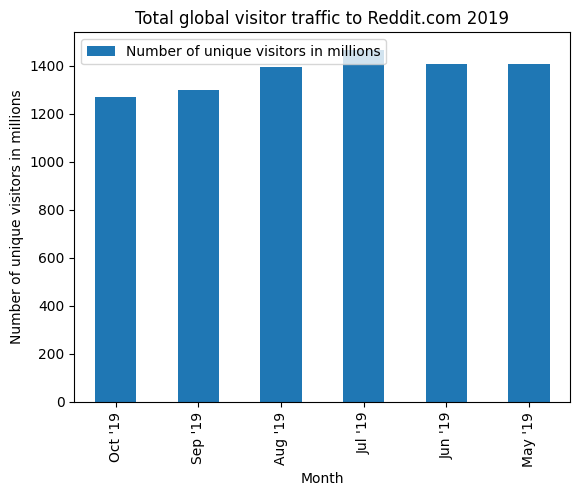 Total global visitor traffic to Reddit.com 2019
Number of unique visitors in millions
Number of unique visitors in millions
1400
1200
1000
800
600
400
200
0
Oct '19
Sep '19
Aug '19
Jul '19
Jun '19
May '19
Month